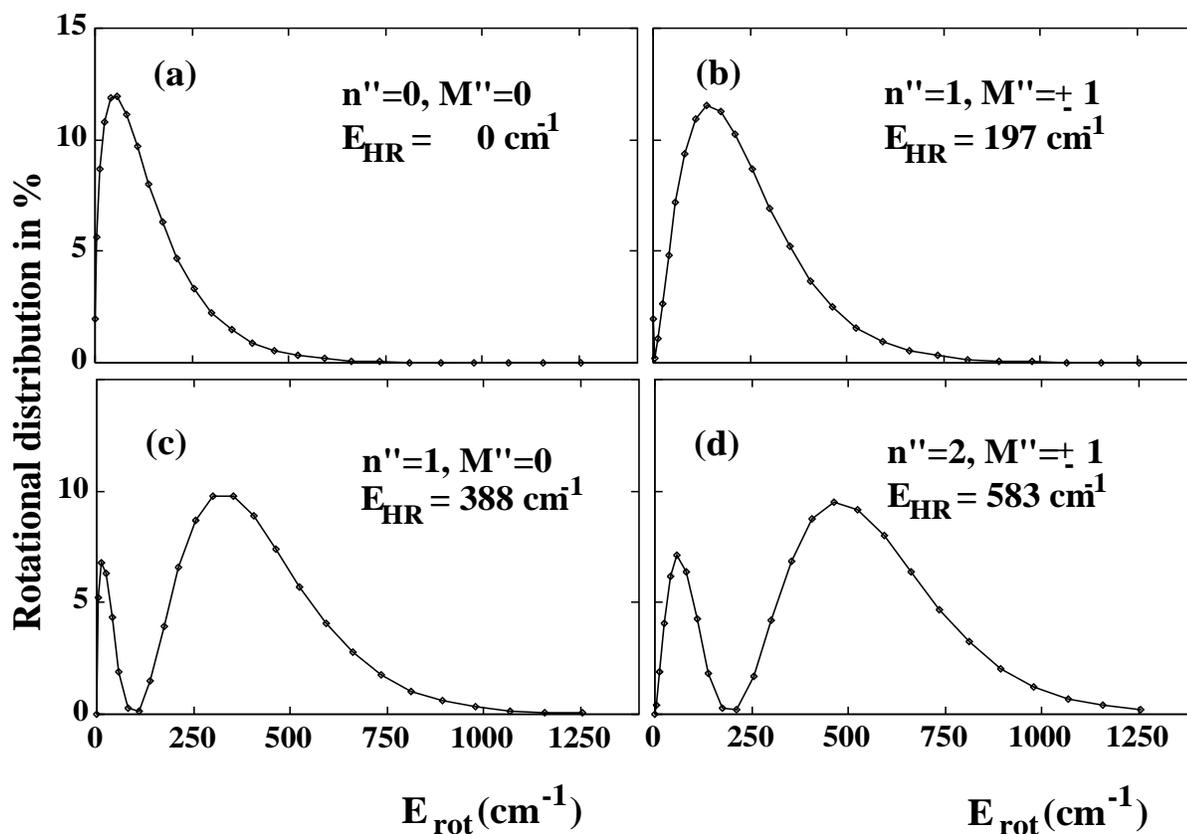 15
10
5
0
Rotational distribution in %
(a)
n"=0, M"=0
E_HR = 0 cm^-1
(b)
n"=1, M"=± 1
E_HR = 197 cm^-1
10
5
0
(c)
n"=1, M"=0
E_HR = 388 cm^-1
(d)
n"=2, M"=± 1
E_HR = 583 cm^-1
0 250 500 750 1000 1250
0 250 500 750 1000 1250
E_rot (cm^-1)
E_rot (cm^-1)